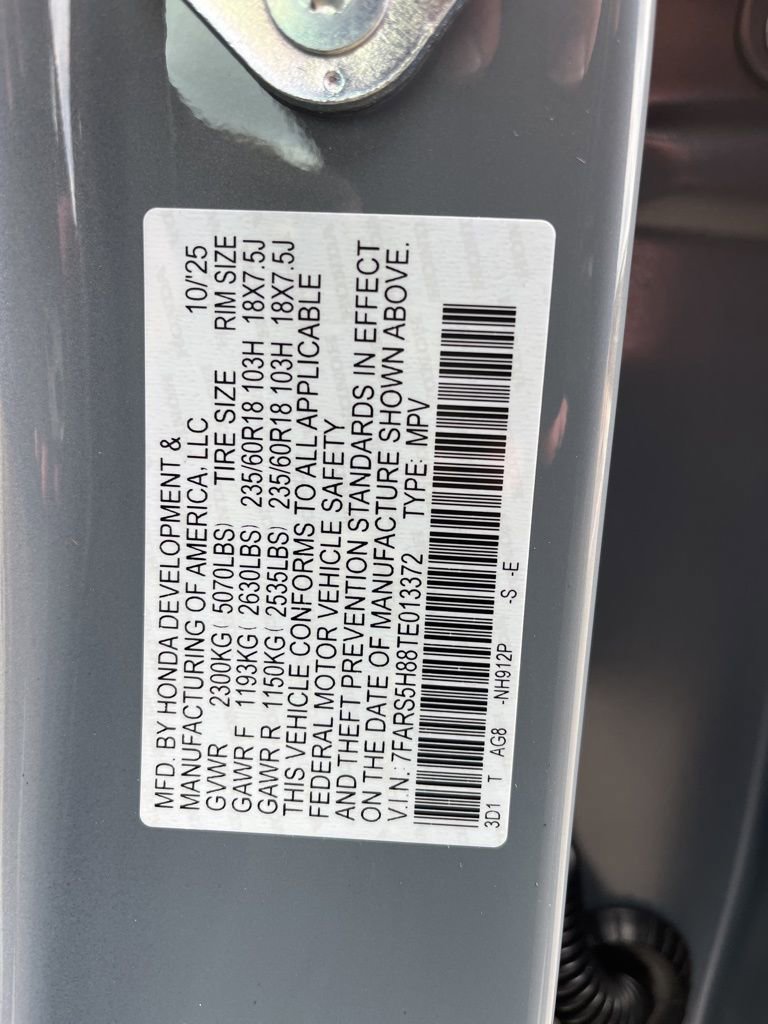 MFD. BY HONDA DEVELOPMENT &
MANUFACTURING OF AMERICA, LLC 10/'25
GVWR 2300KG ( 5070LBS) TIRE SIZE RIM SIZE
GAWR F 1193KG ( 2630LBS) 235/60R18 103H 18X7.5J
GAWR R 1150KG ( 2535LBS) 235/60R18 103H 18X7.5J
THIS VEHICLE CONFORMS TO ALL APPLICABLE
FEDERAL MOTOR VEHICLE SAFETY
AND THEFT PREVENTION STANDARDS IN EFFECT
ON THE DATE OF MANUFACTURE SHOWN ABOVE.
V.I.N.: 7FARS5H88TE013372 TYPE: MPV
3D1 T AG8 -NH912P -S -E